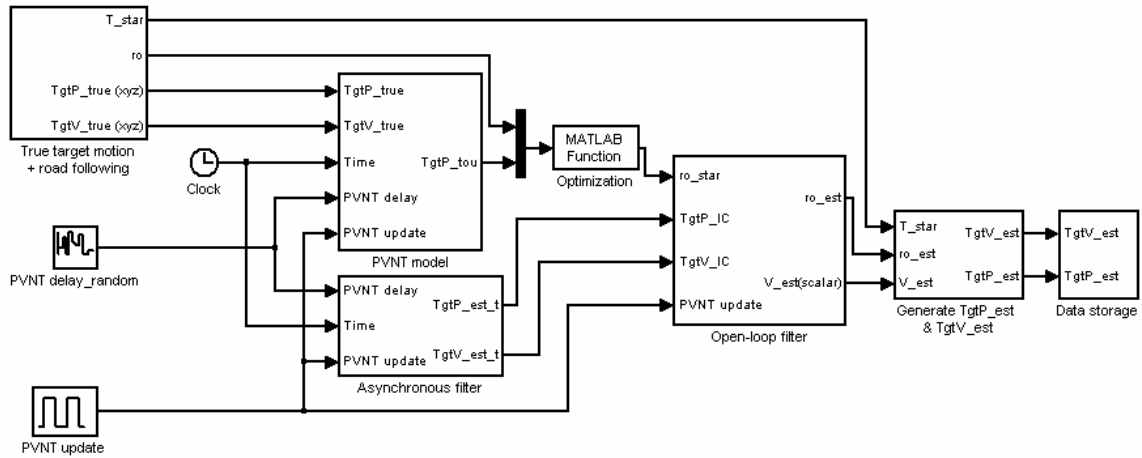 T_star
ro
TgtP_true (xyz)
TgtV_true (xyz)
True target motion
+ road following
Clock
PVNT delay_random
PVNT update
TgtP_true
TgtV_true
Time
TgtP_tou
PVNT delay
PVNT update
PVNT model
PVNT delay
TgtP_est_t
Time
TgtV_est_t
PVNT update
Asynchronous filter
MATLAB
Function
Optimization
ro_star
ro_est
TgtP_IC
TgtV_IC
V_est(scalar)
PVNT update
Open-loop filter
T_star
TgtV_est
ro_est
TgtP_est
V_est
Generate TgtP_est
& TgtV_est
TgtV_est
TgtP_est
Data storage